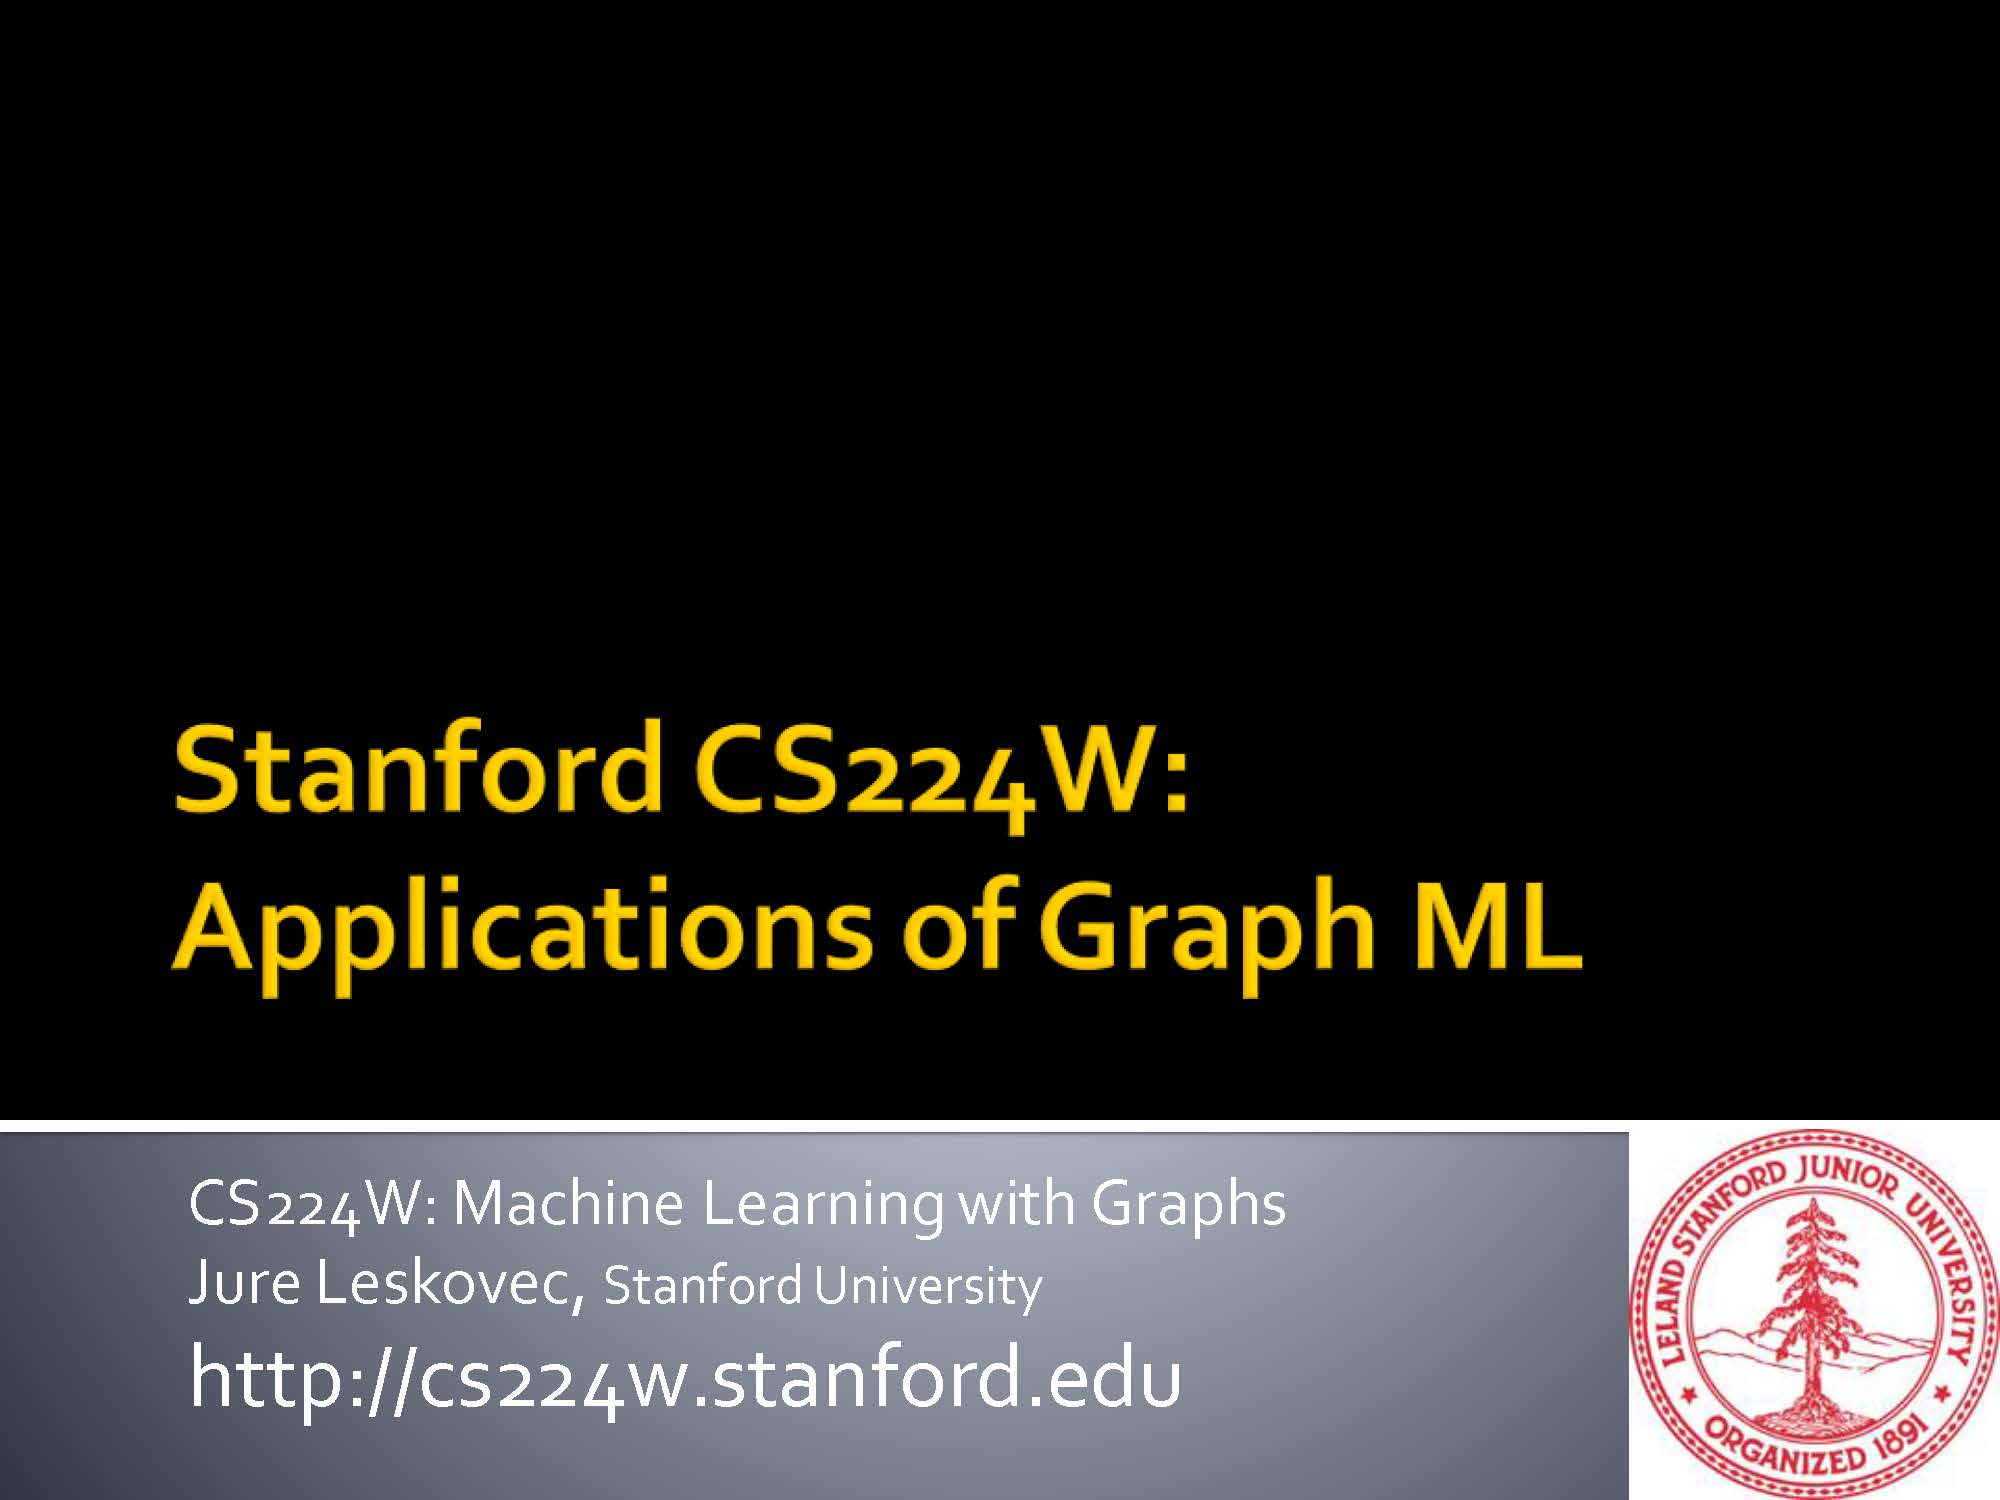 Stanford CS224W:
Applications of Graph ML
CS224W: Machine Learning with Graphs
Jure Leskovec, Stanford University
http://cs224w.stanford.edu
LELAND STANFORD JUNIOR UNIVERSITY
ORGANIZED 1891